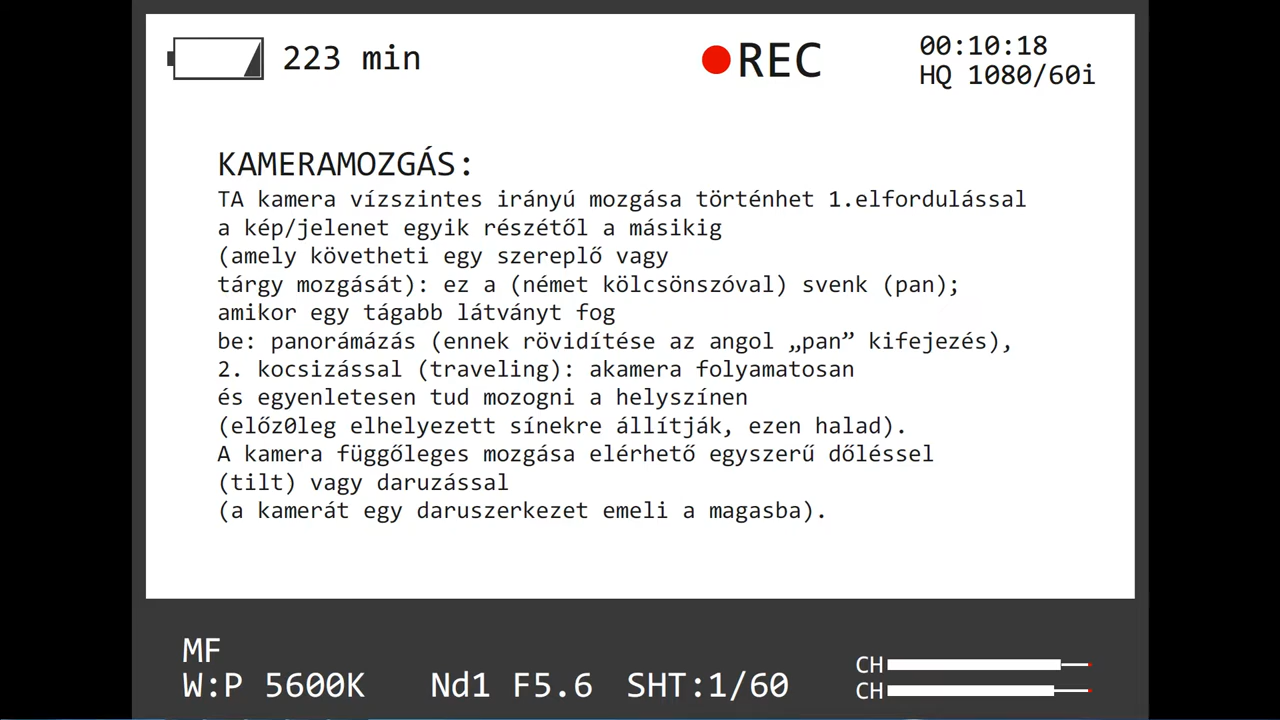 223 min
REC
00:10:18
HQ 1080/60i
KAMERAMOZGÁS:
TA kamera vízszintes irányú mozgása történhet 1.elfordulással
a kép/jelenet egyik részétől a másikig
(amely követheti egy szereplő vagy
tárgy mozgását): ez a (német kölcsönszóval) svenk (pan);
amikor egy tágabb látványt fog
be: panorámázás (ennek rövidítése az angol „pan” kifejezés),
2. kocsizással (traveling): akamera folyamatosan
és egyenletesen tud mozogni a helyszínen
(előz0leg elhelyezett sínekre állítják, ezen halad).
A kamera függőleges mozgása elérhető egyszerű dőléssel
(tilt) vagy daruzással
(a kamerát egy daruszerkezet emeli a magasba).
MF
W:P 5600K Nd1 F5.6 SHT:1/60
CH
CH